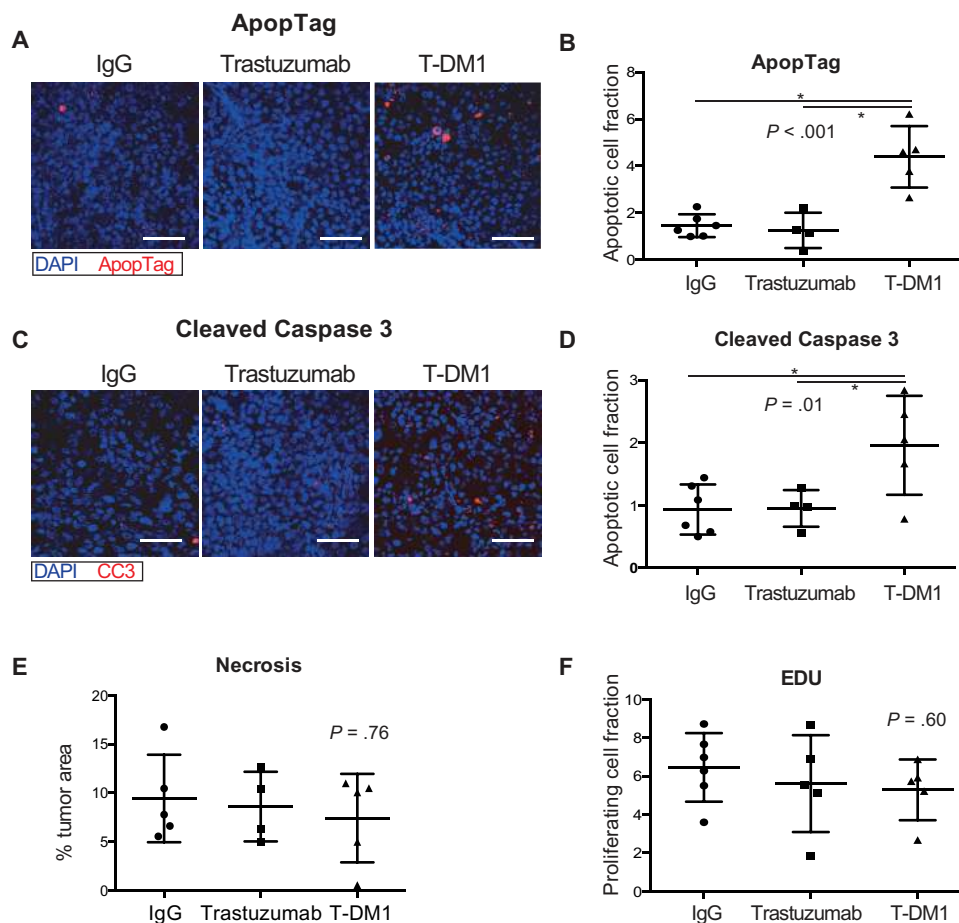 A
ApopTag
IgG Trastuzumab T-DM1
DAPI ApopTag
B
ApopTag
Apoptotic cell fraction
8
6
4
2
0
*
*
P < .001
IgG Trastuzumab T-DM1
C
Cleaved Caspase 3
IgG Trastuzumab T-DM1
DAPI CC3
D
Cleaved Caspase 3
Apoptotic cell fraction
3
2
1
0
*
*
P = .01
IgG Trastuzumab T-DM1
E
Necrosis
% tumor area
20
15
10
5
0
P = .76
IgG Trastuzumab T-DM1
F
EDU
Proliferating cell fraction
10
8
6
4
2
0
P = .60
IgG Trastuzumab T-DM1